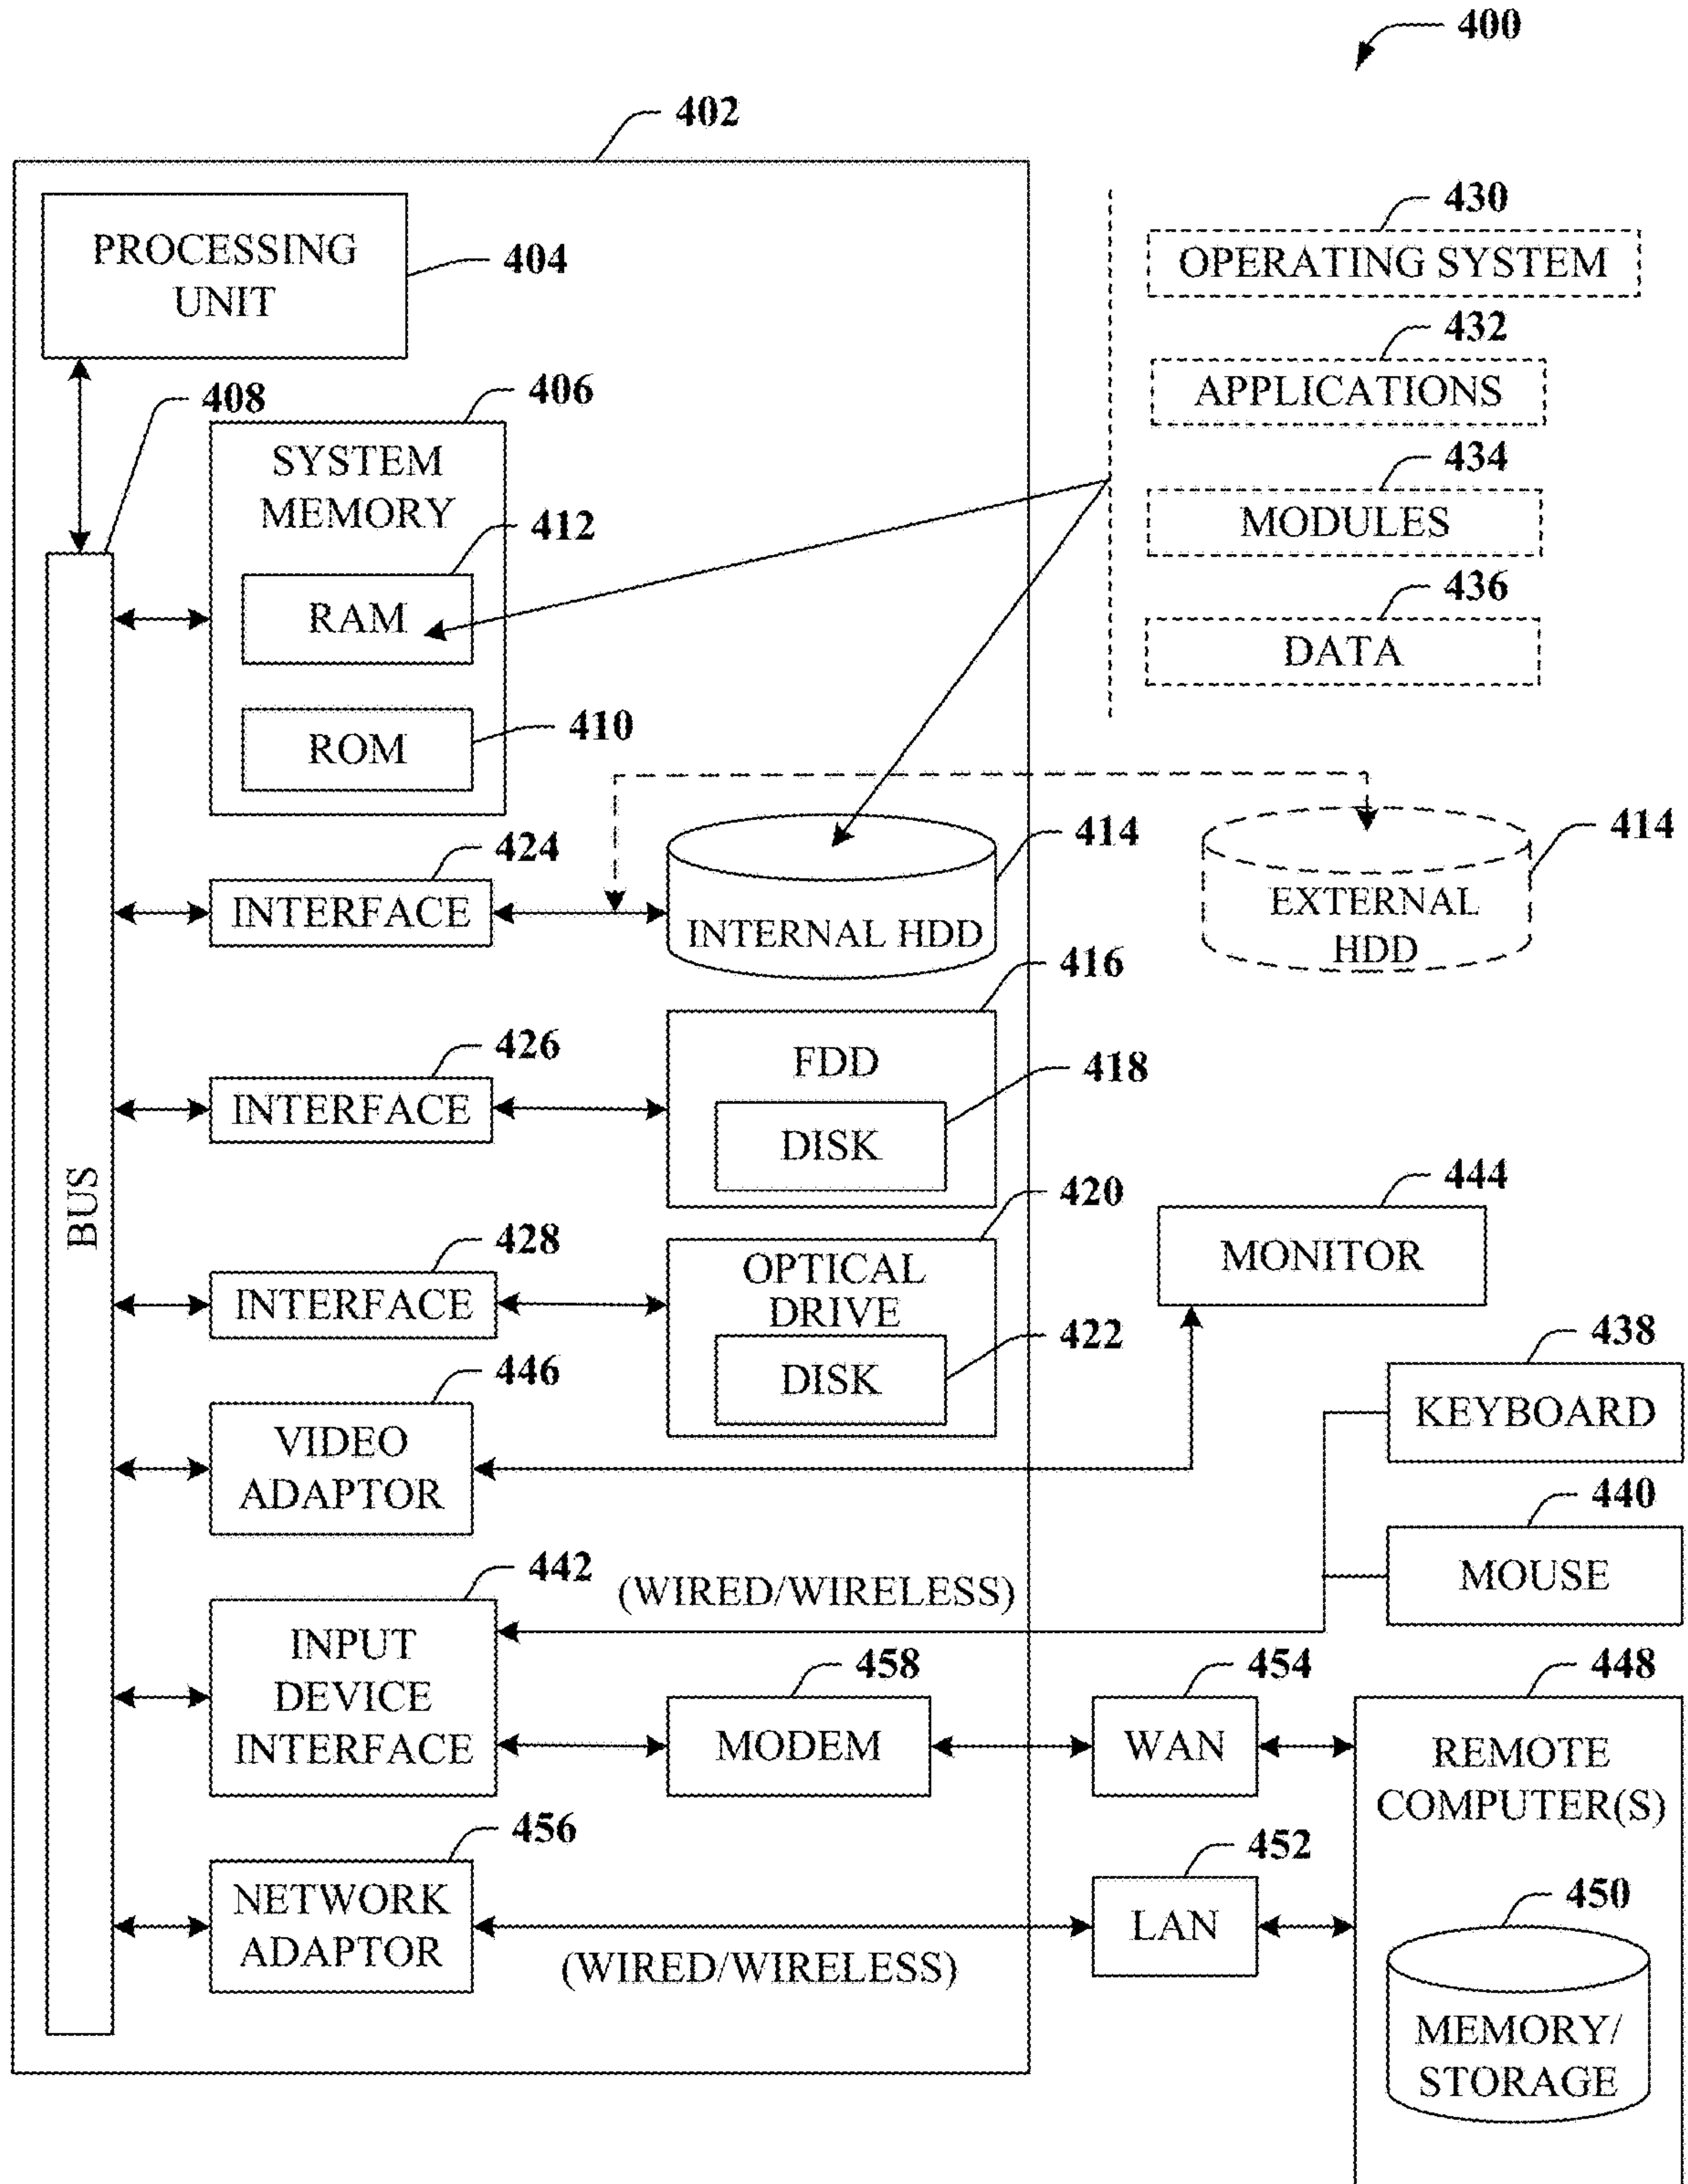 400
402
PROCESSING
UNIT
404
430
OPERATING SYSTEM
432
APPLICATIONS
434
MODULES
436
DATA
408
406
SYSTEM
MEMORY
412
RAM
410
ROM
424
INTERFACE
414
INTERNAL HDD
414
EXTERNAL
HDD
426
INTERFACE
416
FDD
418
DISK
BUS
428
INTERFACE
420
OPTICAL
DRIVE
422
DISK
444
MONITOR
446
VIDEO
ADAPTOR
438
KEYBOARD
440
MOUSE
442
(WIRED/WIRELESS)
INPUT
DEVICE
INTERFACE
458
MODEM
454
WAN
448
REMOTE
COMPUTER(S)
456
NETWORK
ADAPTOR
(WIRED/WIRELESS)
452
LAN
450
MEMORY/
STORAGE